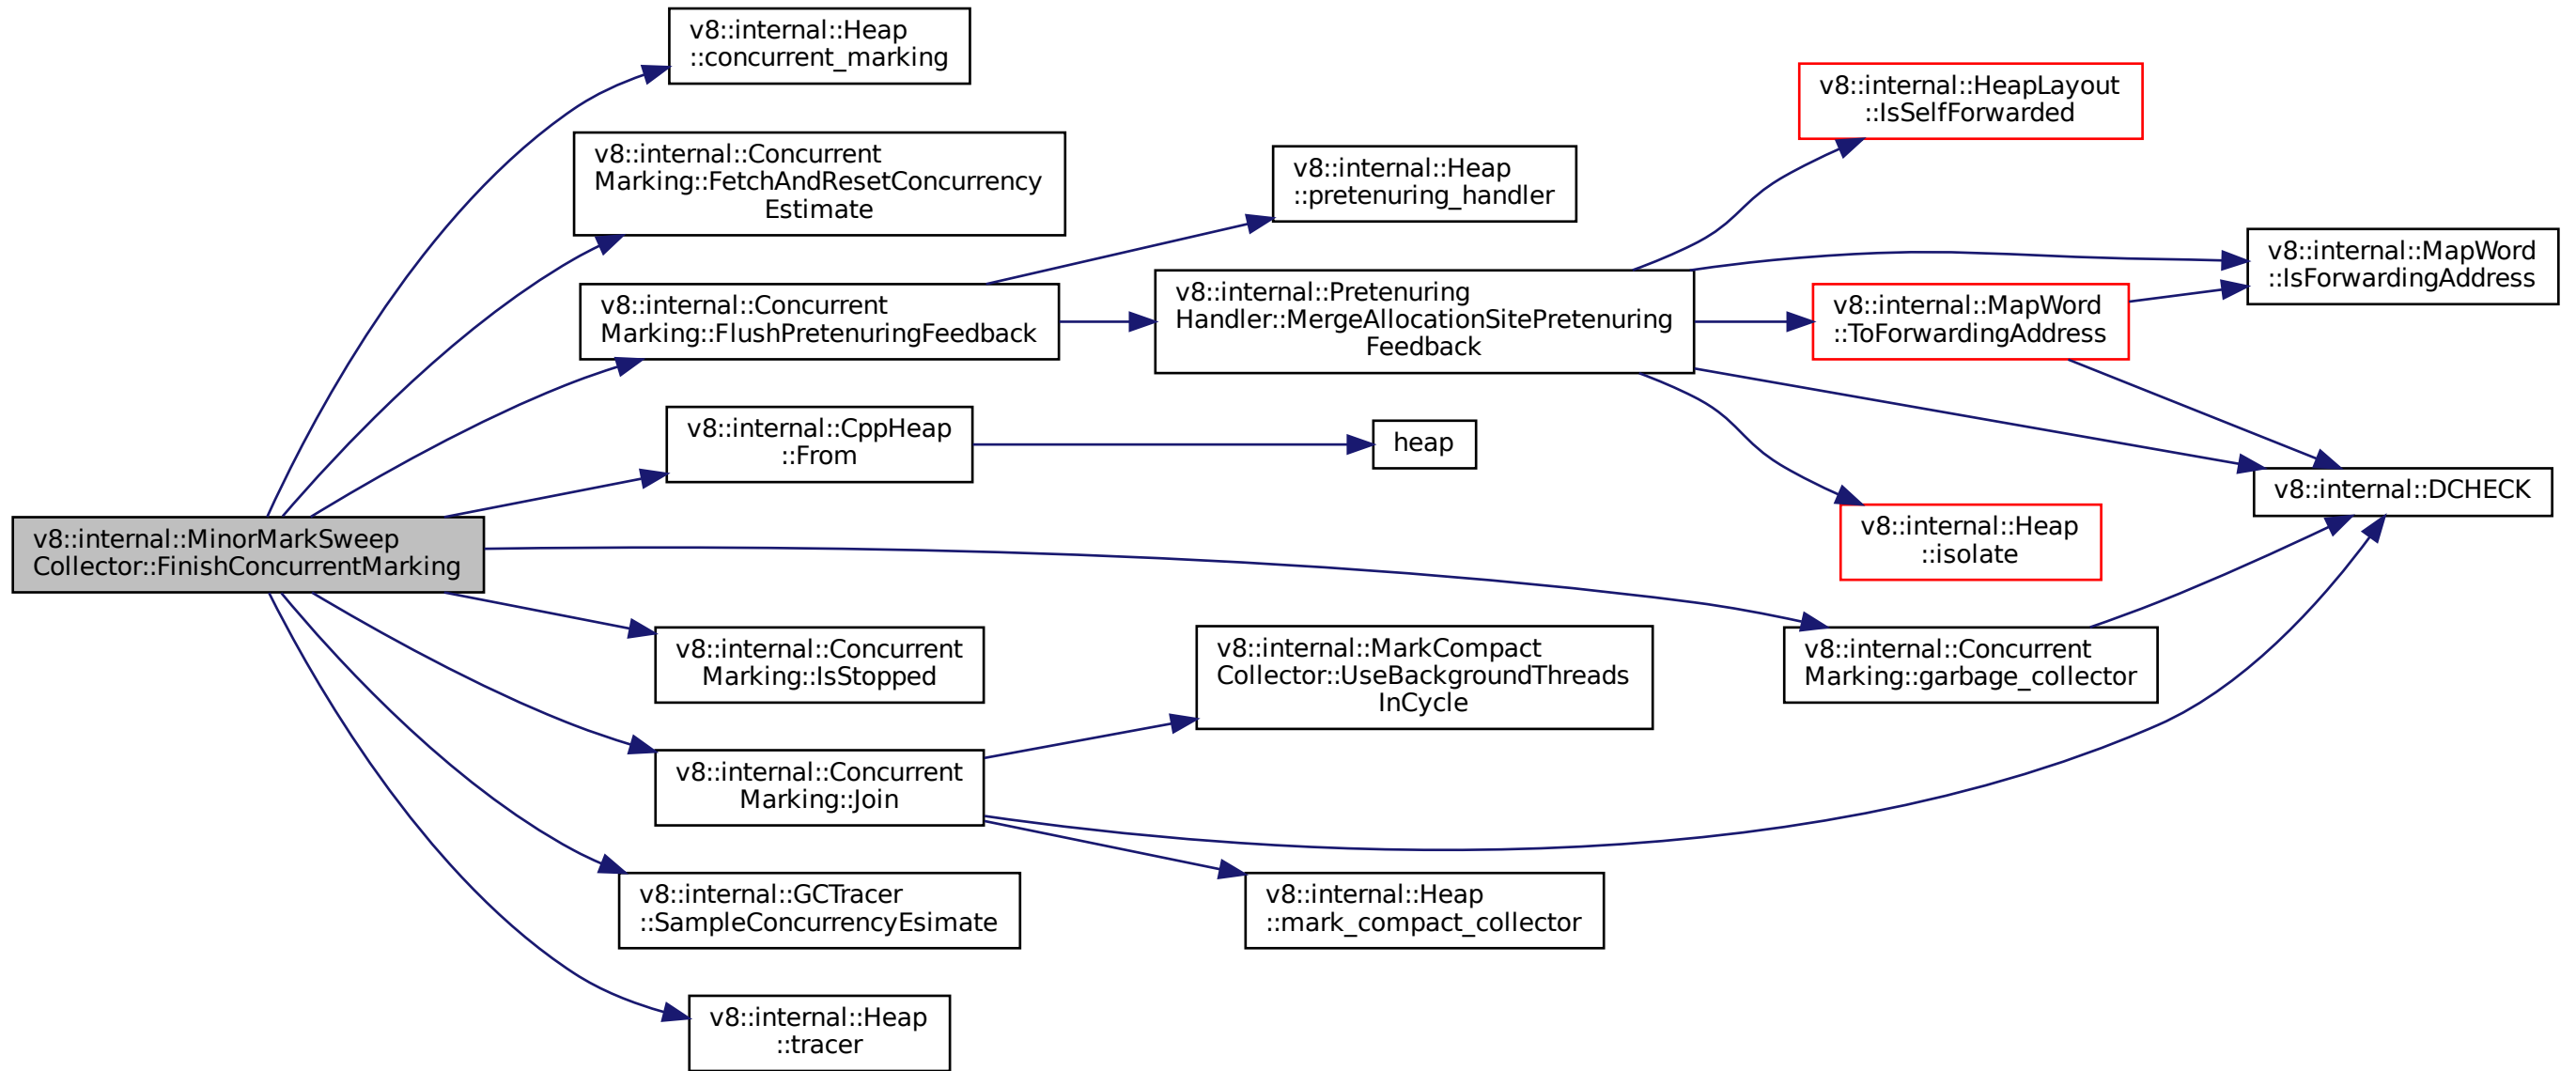 v8::internal::MinorMarkSweep
Collector::FinishConcurrentMarking
v8::internal::Heap
::concurrent_marking
v8::internal::Concurrent
Marking::FetchAndResetConcurrency
Estimate
v8::internal::Concurrent
Marking::FlushPretenuringFeedback
v8::internal::CppHeap
::From
v8::internal::Concurrent
Marking::IsStopped
v8::internal::Concurrent
Marking::Join
v8::internal::GCTracer
::SampleConcurrencyEsimate
v8::internal::Heap
::tracer
v8::internal::Heap
::pretenuring_handler
v8::internal::Pretenuring
Handler::MergeAllocationSitePretenuring
Feedback
heap
v8::internal::MarkCompact
Collector::UseBackgroundThreads
InCycle
v8::internal::Heap
::mark_compact_collector
v8::internal::HeapLayout
::IsSelfForwarded
v8::internal::MapWord
::ToForwardingAddress
v8::internal::Heap
::isolate
v8::internal::Concurrent
Marking::garbage_collector
v8::internal::MapWord
::IsForwardingAddress
v8::internal::DCHECK